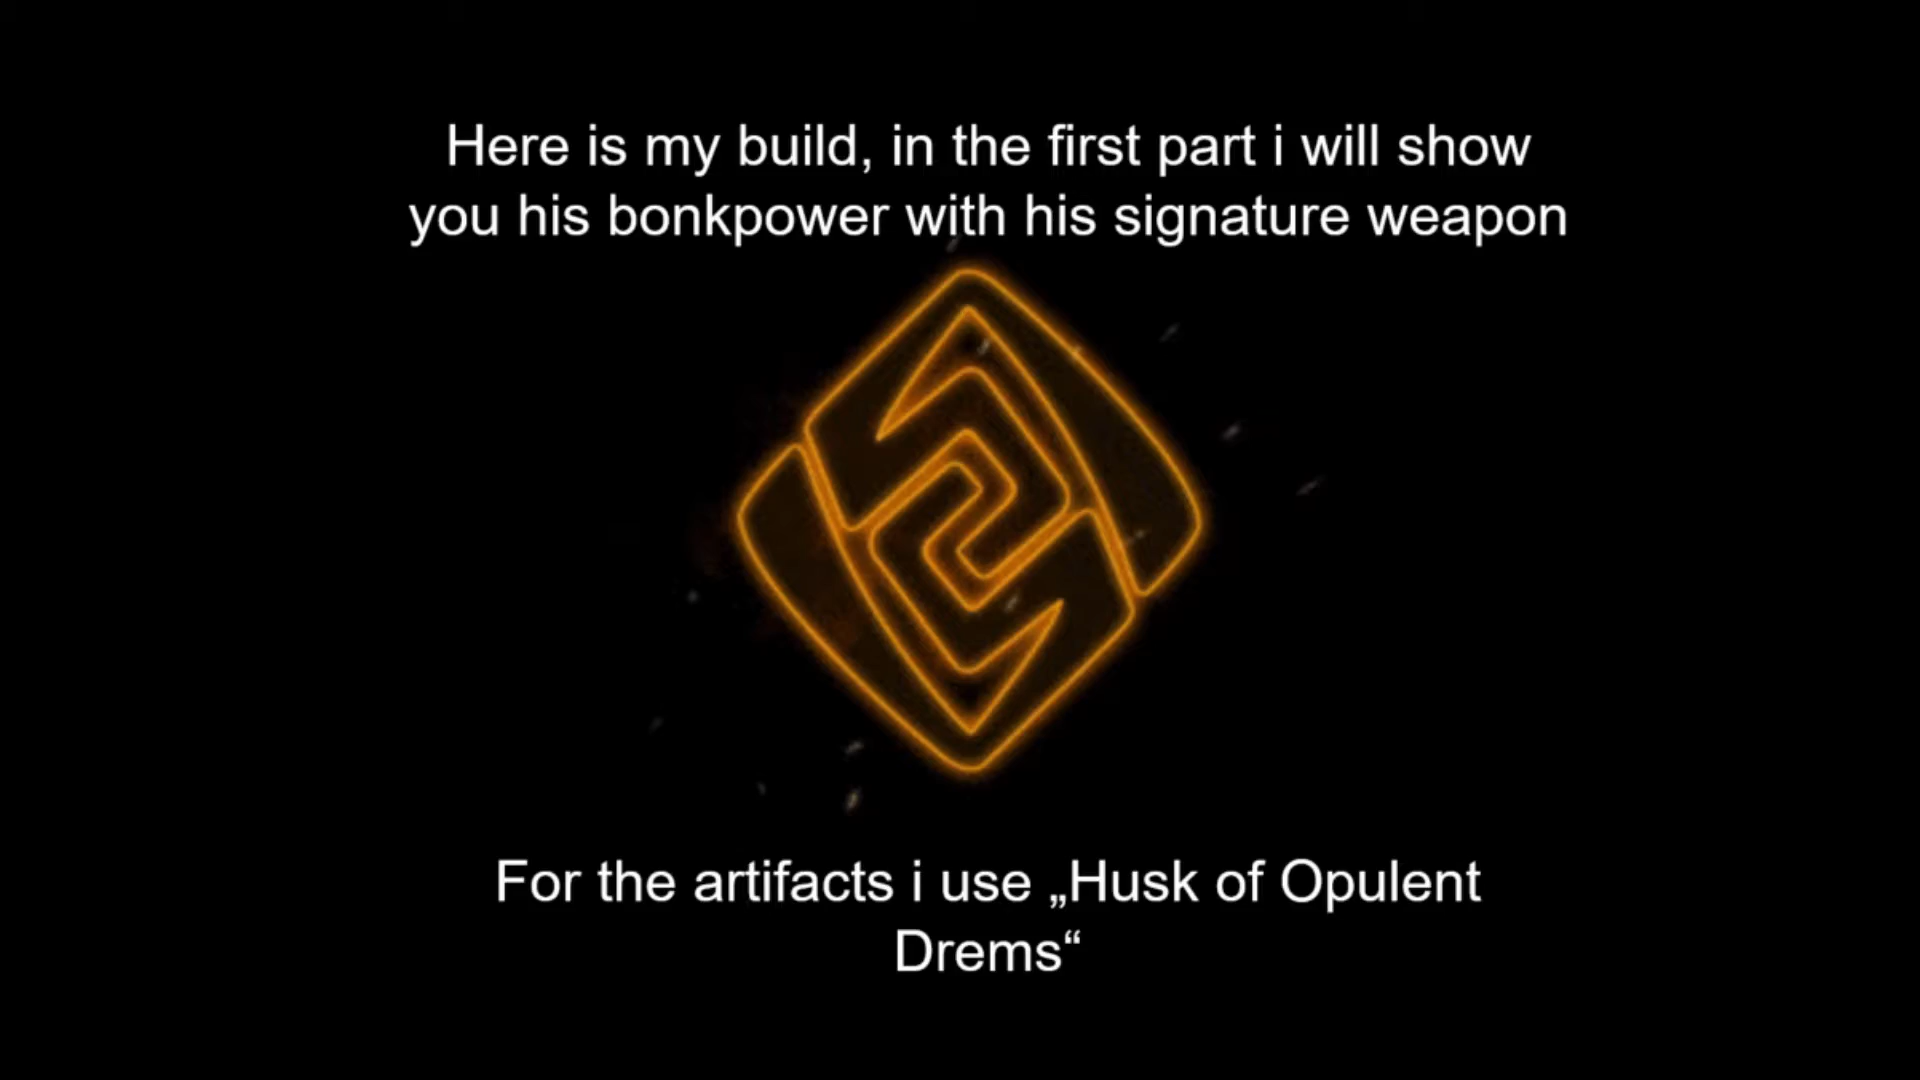 Here is my build, in the first part i will show
you his bonkpower with his signature weapon
For the artifacts i use „Husk of Opulent
Drems“